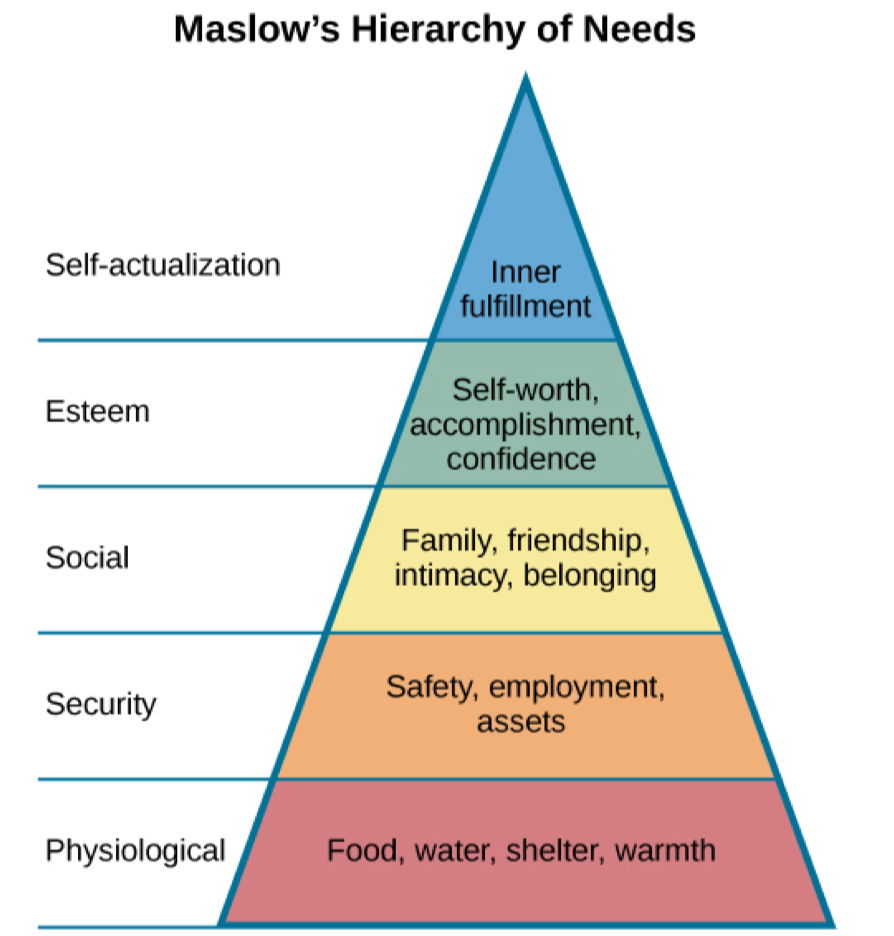 Maslow’s Hierarchy of Needs
Self-actualization
Inner
fulfillment
Esteem
Self-worth,
accomplishment,
confidence
Social
Family, friendship,
intimacy, belonging
Security
Safety, employment,
assets
Physiological
Food, water, shelter, warmth